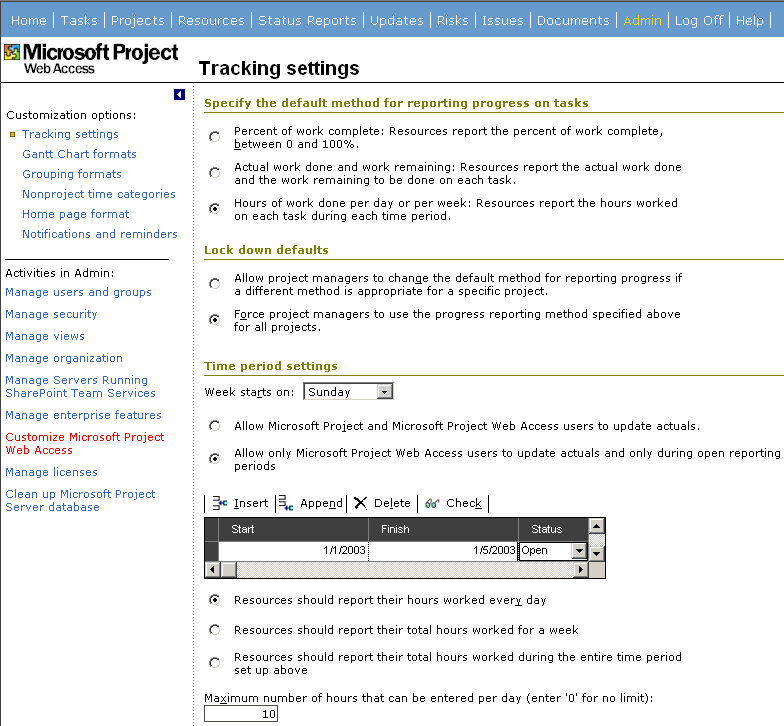 Home | Tasks | Projects | Resources | Status Reports | Updates | Risks | Issues | Documents | Admin | Log Off | Help |
Microsoft Project
Web Access
Tracking settings
Customization options:
Tracking settings
Gantt Chart formats
Grouping formats
Nonproject time categories
Home page format
Notifications and reminders
Activities in Admin:
Manage users and groups
Manage security
Manage views
Manage organization
Manage Servers Running
SharePoint Team Services
Manage enterprise features
Customize Microsoft Project
Web Access
Manage licenses
Clean up Microsoft Project
Server database
Specify the default method for reporting progress on tasks
Percent of work complete: Resources report the percent of work complete,
between 0 and 100%.
Actual work done and work remaining: Resources report the actual work done
and the work remaining to be done on each task.
Hours of work done per day or per week: Resources report the hours worked
on each task during each time period.
Lock down defaults
Allow project managers to change the default method for reporting progress if
a different method is appropriate for a specific project.
Force project managers to use the progress reporting method specified above
for all projects.
Time period settings
Week starts on: Sunday
Allow Microsoft Project and Microsoft Project Web Access users to update actuals.
Allow only Microsoft Project Web Access users to update actuals and only during open reporting
periods
Insert | Append | Delete | Check
Start Finish Status
1/1/2003 1/5/2003 Open
Resources should report their hours worked every day
Resources should report their total hours worked for a week
Resources should report their total hours worked during the entire time period
set up above
Maximum number of hours that can be entered per day (enter '0' for no limit):
10